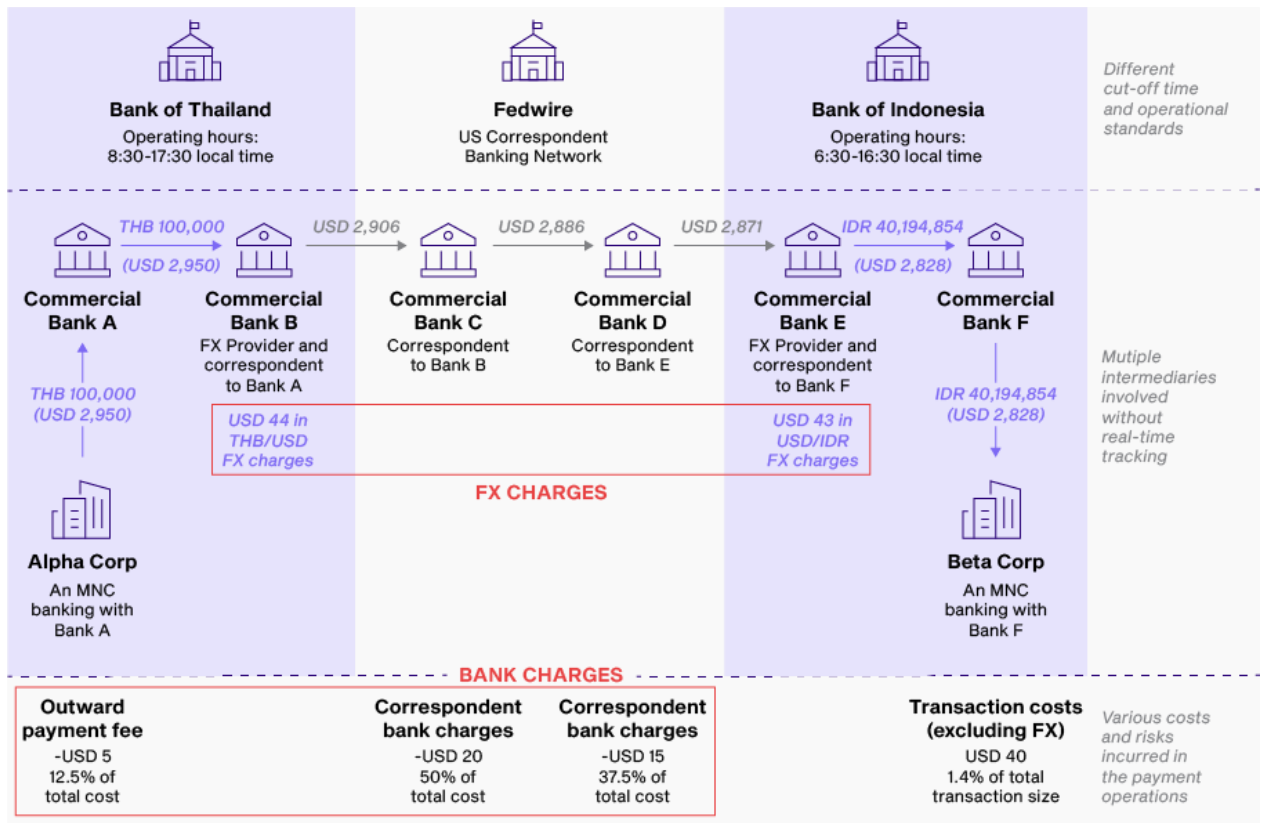 Bank of Thailand
Operating hours:
8:30-17:30 local time
Fedwire
US Correspondent
Banking Network
Bank of Indonesia
Operating hours:
6:30-16:30 local time
Different
cut-off time
and operational
standards
THB 100,000
(USD 2,950)
USD 2,906
USD 2,886
USD 2,871
IDR 40,194,854
(USD 2,828)
Commercial
Bank A
Commercial
Bank B
FX Provider and
correspondent
to Bank A
Commercial
Bank C
Correspondent
to Bank B
Commercial
Bank D
Correspondent
to Bank E
Commercial
Bank E
FX Provider and
correspondent
to Bank F
Commercial
Bank F
THB 100,000
(USD 2,950)
USD 44 in
THB/USD
FX charges
USD 43 in
USD/IDR
FX charges
FX CHARGES
IDR 40,194,854
(USD 2,828)
Mutiple
intermediaries
involved
without
real-time
tracking
Alpha Corp
An MNC
banking with
Bank A
Beta Corp
An MNC
banking with
Bank F
BANK CHARGES
Outward
payment fee
-USD 5
12.5% of
total cost
Correspondent
bank charges
-USD 20
50% of
total cost
Correspondent
bank charges
-USD 15
37.5% of
total cost
Transaction costs
(excluding FX)
USD 40
1.4% of total
transaction size
Various costs
and risks
incurred in
the payment
operations